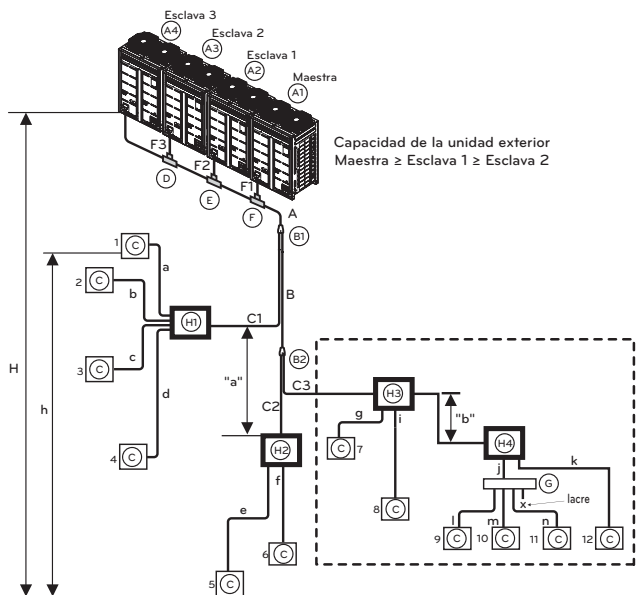 Esclava 3
A4
Esclava 2
A3
Esclava 1
A2
Maestra
A1
Capacidad de la unidad exterior
Maestra ≥ Esclava 1 ≥ Esclava 2
F3
F2
F1
D
E
F
A
B1
1 C
a
2 C
b
H1
C1
B
3 C
c
d
H
h
"a"
B2
C3
H3
"b"
4 C
C2
g
i
C 7
H2
H4
f
e
j
k
G
x
lacre
8 C
l
m
n
9 C
10 C
11 C
12 C
6 C
5 C